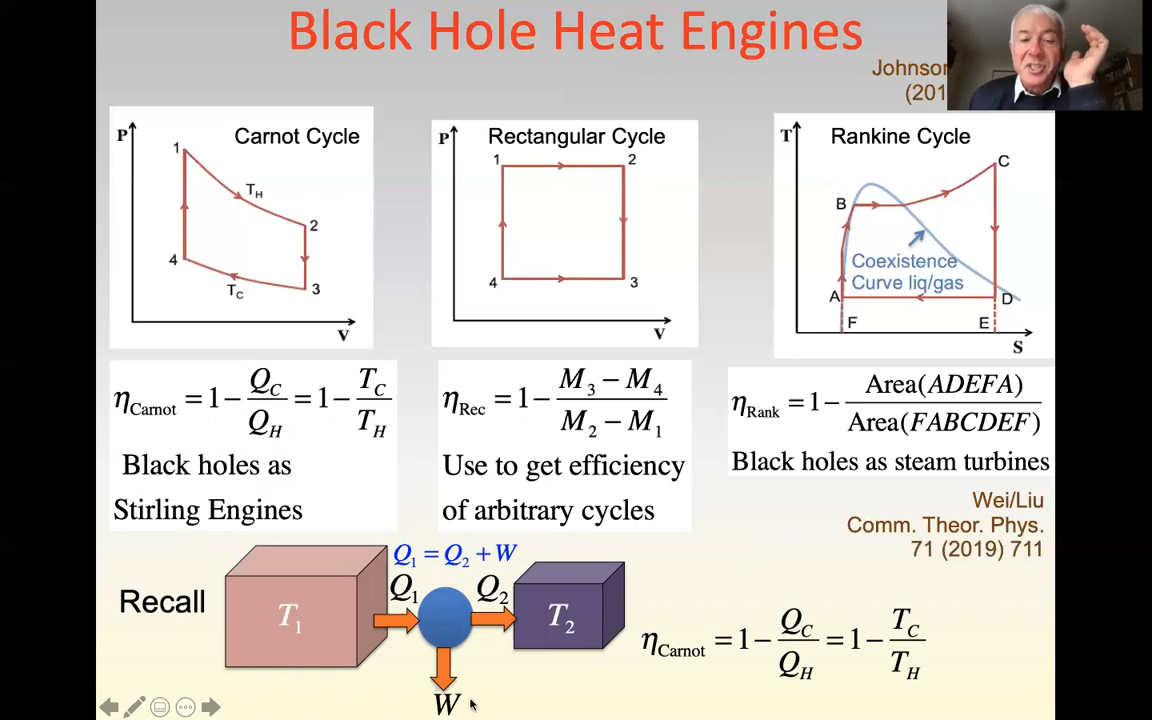 Black Hole Heat Engines
(201
P
Carnot Cycle
1
T_H
2
4
T_C
3
V
P
Rectangular Cycle
1
2
4
3
V
T
Rankine Cycle
C
B
Coexistence
Curve liq/gas
A
D
F
E
S
η_Carnot = 1 − Q_C/Q_H = 1 − T_C/T_H
Black holes as
Stirling Engines
η_Rec = 1 − (M_3 − M_4)/(M_2 − M_1)
Use to get efficiency
of arbitrary cycles
η_Rank = 1 − Area(ADEFA)/Area(FABCDEF)
Black holes as steam turbines
Wei/Liu
Comm. Theor. Phys.
71 (2019) 711
Recall
T_1
Q_1 = Q_2 + W
Q_1
Q_2
T_2
W
η_Carnot = 1 − Q_C/Q_H = 1 − T_C/T_H